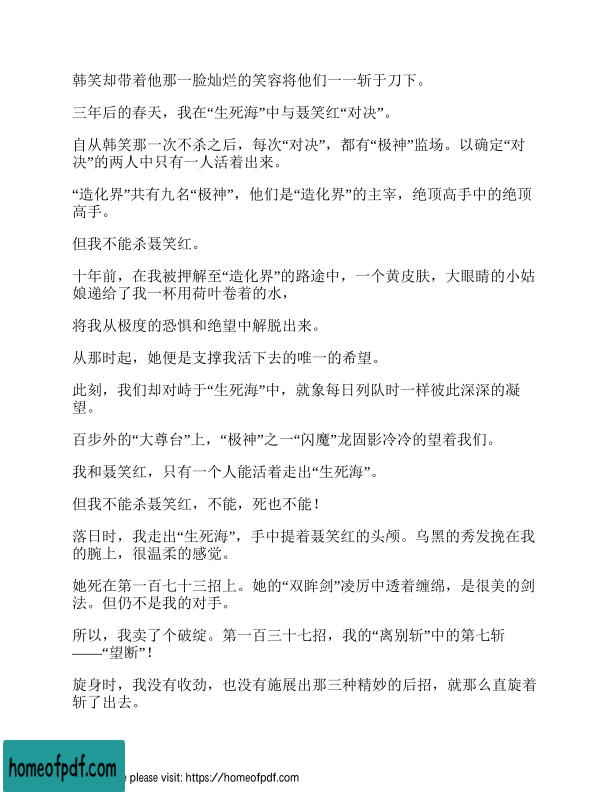 韩笑却带着他那一脸灿烂的笑容将他们一一斩于刀下。
三年后的春天，我在“生死海”中与聂笑红“对决”。
自从韩笑那一次不杀之后，每次“对决”，都有“极神”监场。以确定“对
决”的两人中只有一人活着出来。
“造化界”共有九名“极神”，他们是“造化界”的主宰，绝顶高手中的绝顶
高手。
但我不能杀聂笑红。
十年前，在我被押解至“造化界”的路途中，一个黄皮肤，大眼睛的小姑
娘递给了我一杯用荷叶卷着的水，
将我从极度的恐惧和绝望中解脱出来。
从那时起，她便是支撑我活下去的唯一的希望。
此刻，我们却对峙于“生死海”中，就象每日列队时一样彼此深深的凝
望。
百步外的“大尊台”上，“极神”之一“闪魔”龙固影冷冷的望着我们。
我和聂笑红，只有一个人能活着走出“生死海”。
但我不能杀聂笑红，不能，死也不能！
落日时，我走出“生死海”，手中提着聂笑红的头颅。乌黑的秀发挽在我
的腕上，很温柔的感觉。
她死在第一百七十三招上。她的“双眸剑”凌厉中透着缠绵，是很美的剑
法。但仍不是我的对手。
所以，我卖了个破绽。第一百三十七招，我的“离别斩”中的第七斩
——“望断”！
旋身时，我没有收劲，也没有施展出那三种精妙的后招，就那么直旋着
斩了出去。
homeofpdf.com
e please visit: https://homeofpdf.com